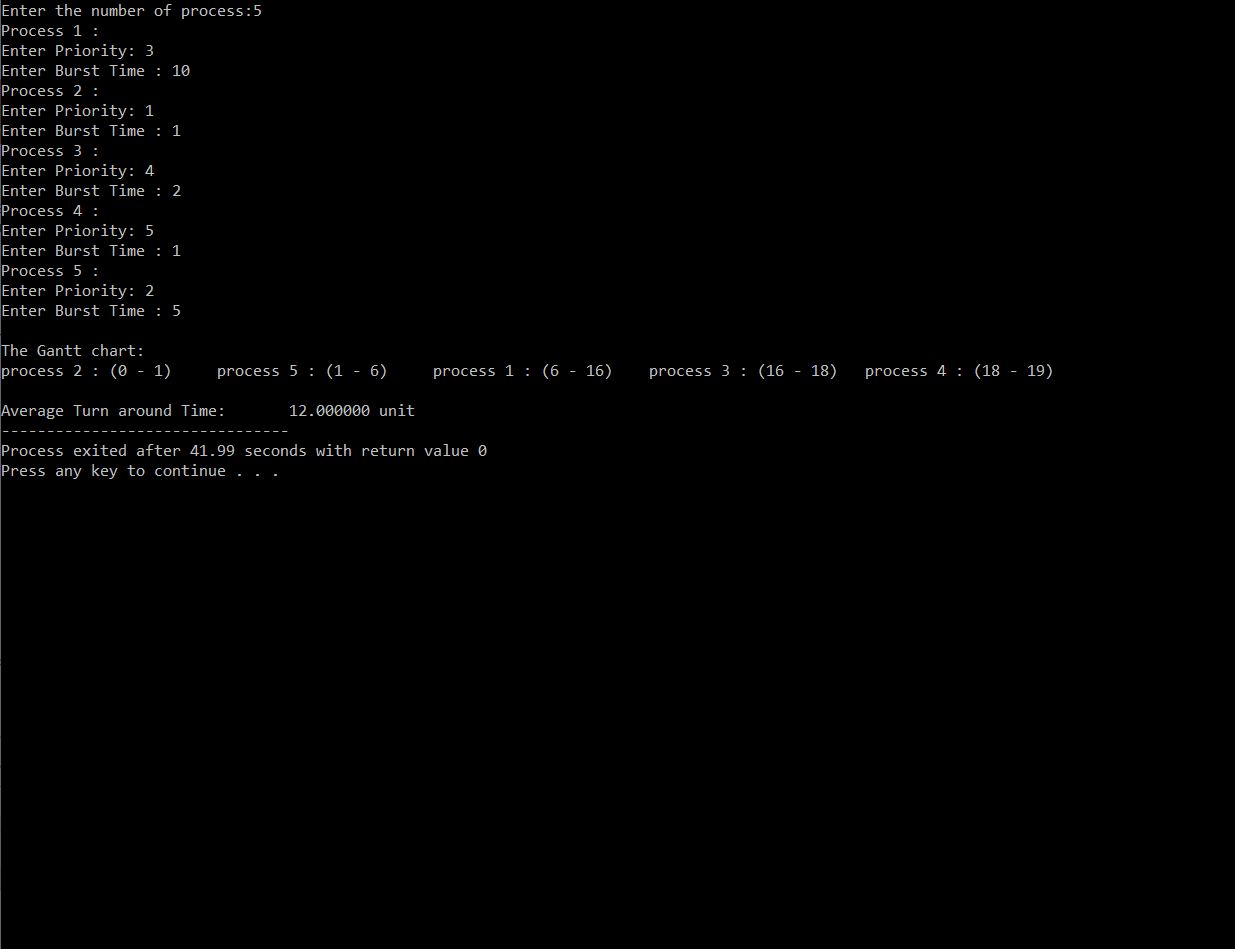 Enter the number of process:5
Process 1 :
Enter Priority: 3
Enter Burst Time : 10
Process 2 :
Enter Priority: 1
Enter Burst Time : 1
Process 3 :
Enter Priority: 4
Enter Burst Time : 2
Process 4 :
Enter Priority: 5
Enter Burst Time : 1
Process 5 :
Enter Priority: 2
Enter Burst Time : 5
The Gantt chart:
process 2 : (0 - 1)     process 5 : (1 - 6)     process 1 : (6 - 16)    process 3 : (16 - 18)   process 4 : (18 - 19)
Average Turn around Time:       12.000000 unit
--------------------------------
Process exited after 41.99 seconds with return value 0
Press any key to continue . . .